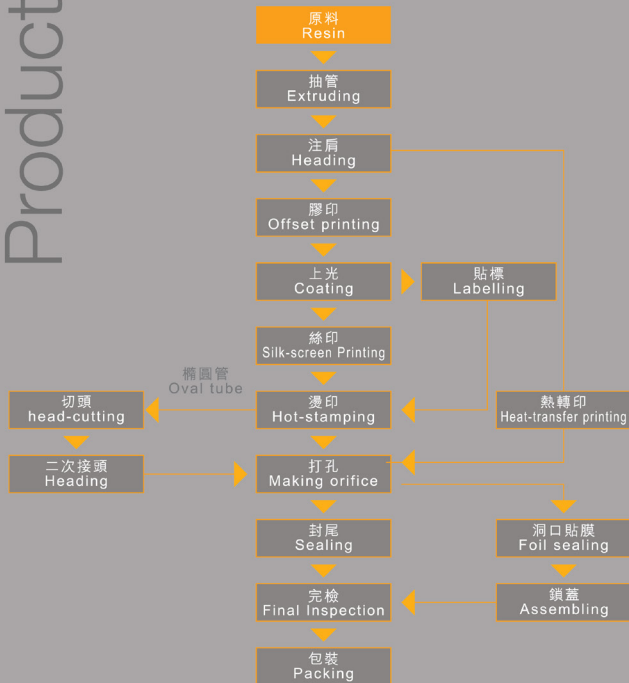 Product
原料
Resin
抽管
Extruding
注肩
Heading
膠印
Offset printing
上光
Coating
貼標
Labelling
絲印
Silk-screen Printing
橢圓管
Oval tube
切頭
head-cutting
燙印
Hot-stamping
熱轉印
Heat-transfer printing
二次接頭
Heading
打孔
Making orifice
封尾
Sealing
洞口貼膜
Foil sealing
完檢
Final Inspection
鎖蓋
Assembling
包裝
Packing